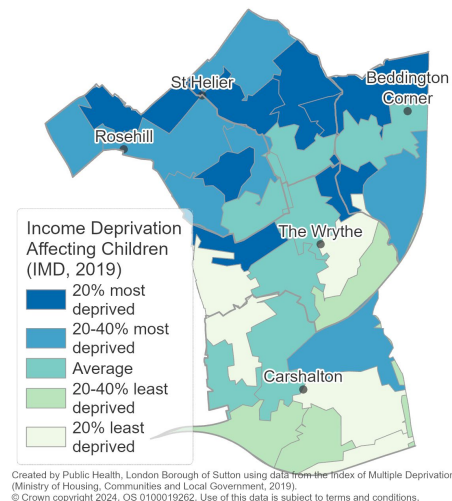 St Helier
Beddington
Corner
Rosehill
The Wrythe
Carshalton
Income Deprivation
Affecting Children
(IMD, 2019)
20% most
deprived
20-40% most
deprived
Average
20-40% least
deprived
20% least
deprived
Created by Public Health, London Borough of Sutton using data from the Index of Multiple Deprivation
(Ministry of Housing, Communities and Local Government, 2019).
© Crown copyright 2024. OS 0100019262. Use of this data is subject to terms and conditions.